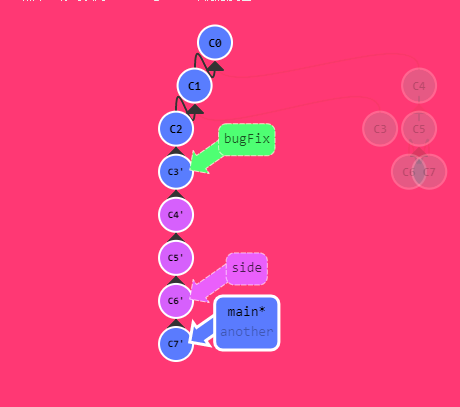 C0
C1
C4
C2
bugFix
C3 C5
C3'
C6 C7
C4'
C5'
side
C6'
main*
another
C7'